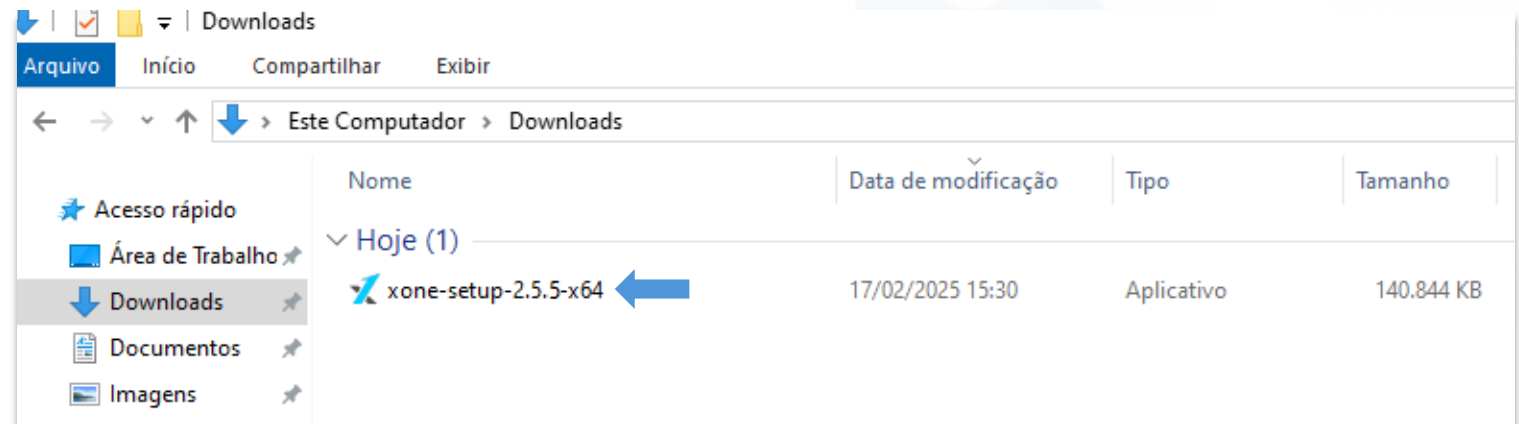 Downloads
Arquivo Início Compartilhar Exibir
Este Computador > Downloads
Nome Data de modificação Tipo Tamanho
Acesso rápido
Hoje (1)
Área de Trabalho
xone-setup-2.5.5-x64 17/02/2025 15:30 Aplicativo 140.844 KB
Downloads
Documentos
Imagens